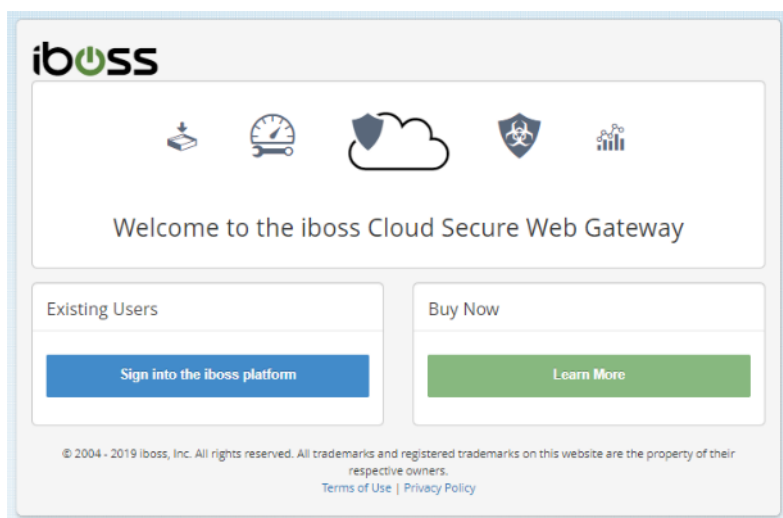 iboss
Welcome to the iboss Cloud Secure Web Gateway
Existing Users
Buy Now
Sign into the iboss platform
Learn More
© 2004 - 2019 iboss, Inc. All rights reserved. All trademarks and registered trademarks on this website are the property of their
respective owners.
Terms of Use | Privacy Policy